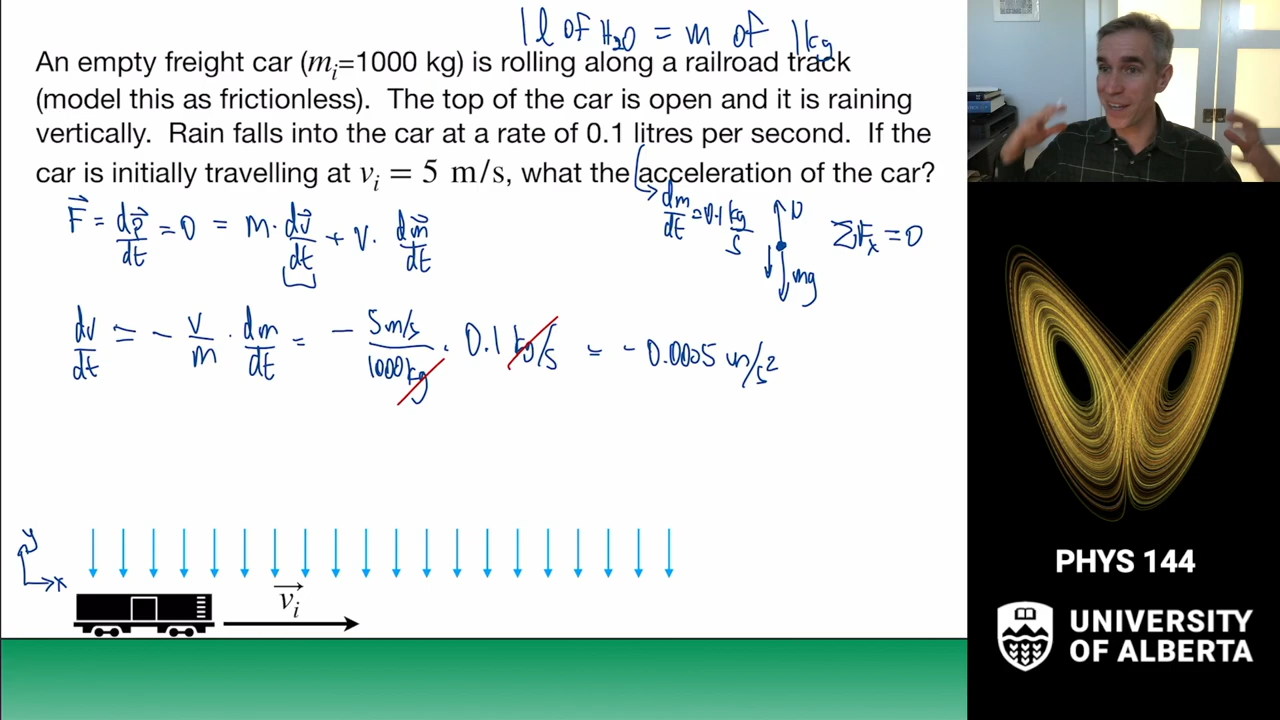 1 l of H₂O = m of 1 kg
An empty freight car (mᵢ=1000 kg) is rolling along a railroad track
(model this as frictionless). The top of the car is open and it is raining
vertically. Rain falls into the car at a rate of 0.1 litres per second. If the
car is initially travelling at vᵢ = 5 m/s, what the acceleration of the car?
F⃗ = dp⃗/dt = 0 = m · dv⃗/dt + v · dm⃗/dt
dm/dt = 0.1 kg/s
mg
ΣFₓ = 0
dv/dt = - v/m · dm/dt = - 5 m/s / 1000 kg · 0.1 kg/s = - 0.0005 m/s²
y
x
v⃗ᵢ
PHYS 144
UNIVERSITY
OF ALBERTA